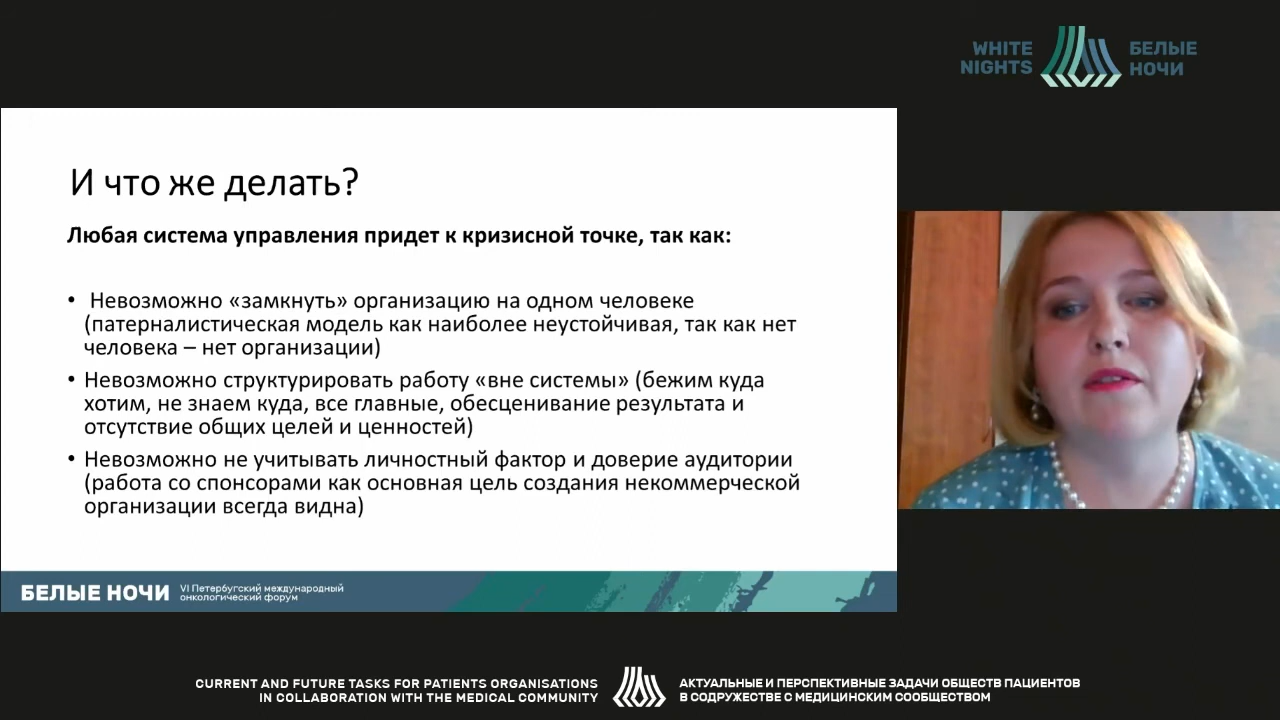 WHITE
NIGHTS
БЕЛЫЕ
НОЧИ
И что же делать?
Любая система управления придет к кризисной точке, так как:
• Невозможно «замкнуть» организацию на одном человеке
(патерналистическая модель как наиболее неустойчивая, так как нет
человека – нет организации)
• Невозможно структурировать работу «вне системы» (бежим куда
хотим, не знаем куда, все главные, обесценивание результата и
отсутствие общих целей и ценностей)
• Невозможно не учитывать личностный фактор и доверие аудитории
(работа со спонсорами как основная цель создания некоммерческой
организации всегда видна)
БЕЛЫЕ НОЧИ
VI Петербугский международный
онкологический форум
CURRENT AND FUTURE TASKS FOR PATIENTS ORGANISATIONS
IN COLLABORATION WITH THE MEDICAL COMMUNITY
АКТУАЛЬНЫЕ И ПЕРСПЕКТИВНЫЕ ЗАДАЧИ ОБЩЕСТВ ПАЦИЕНТОВ
В СОДРУЖЕСТВЕ С МЕДИЦИНСКИМ СООБЩЕСТВОМ